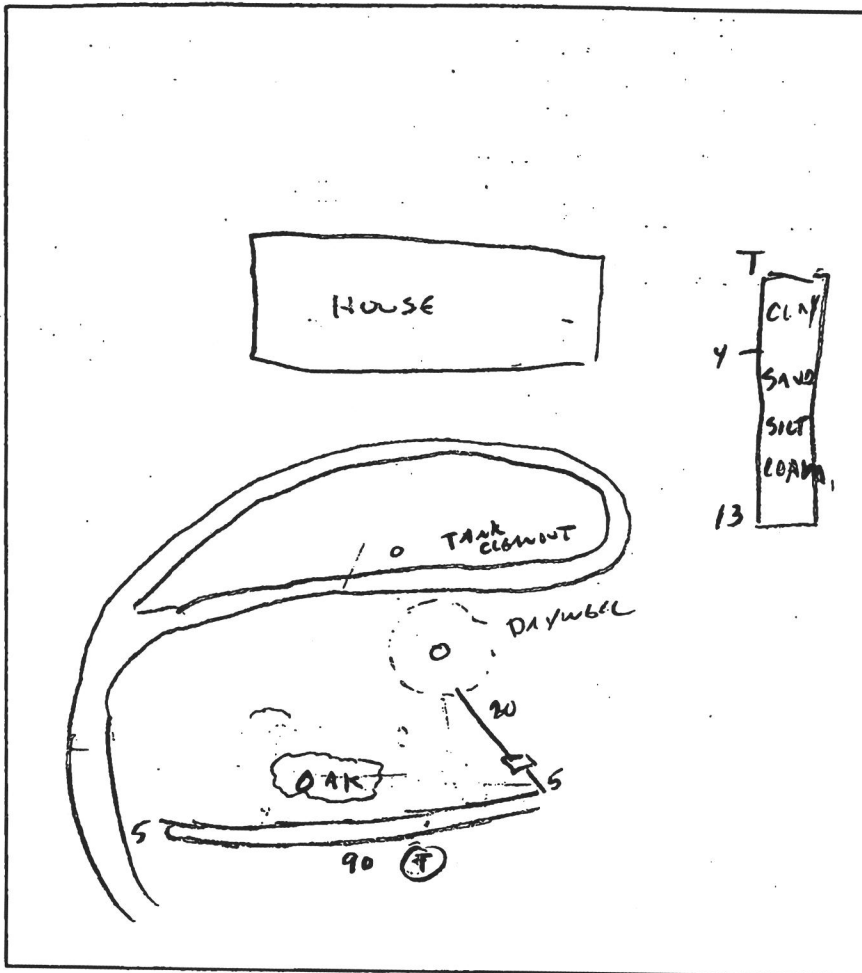 HOUSE
T
CLAY
4
SAND
SILT
LOAM
13
TANK
CLEANOUT
DRYWELL
20
OAK
5
5
90 T